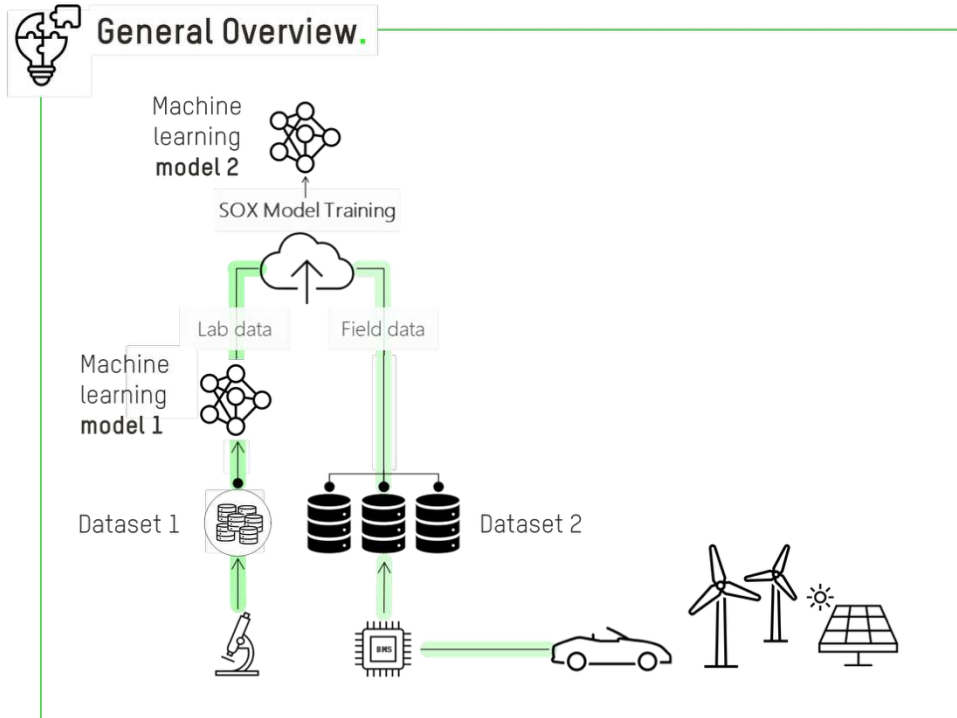 General Overview.
Machine
learning
model 2
SOX Model Training
Lab data
Field data
Machine
learning
model 1
Dataset 1
Dataset 2
BMS